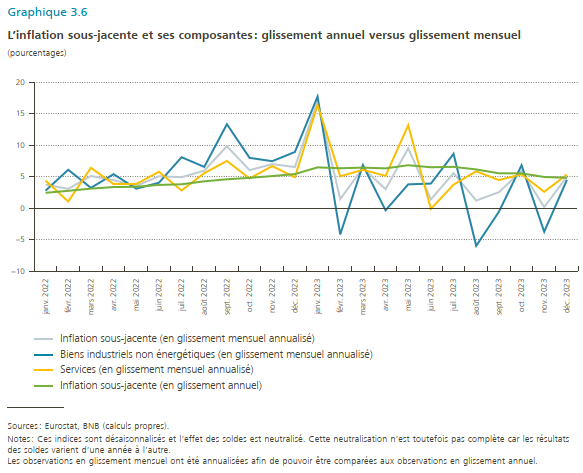 Graphique 3.6
L’inflation sous-jacente et ses composantes : glissement annuel versus glissement mensuel
(pourcentages)
20
15
10
5
0
–5
–10
janv. 2022
févr. 2022
mars 2022
avr. 2022
mai 2022
juin 2022
juil. 2022
août 2022
sept. 2022
oct. 2022
nov. 2022
déc. 2022
janv. 2023
févr. 2023
mars 2023
avr. 2023
mai 2023
juin 2023
juil. 2023
août 2023
sept. 2023
oct. 2023
nov. 2023
déc. 2023
Inflation sous-jacente (en glissement mensuel annualisé)
Biens industriels non énergétiques (en glissement mensuel annualisé)
Services (en glissement mensuel annualisé)
Inflation sous-jacente (en glissement annuel)
Sources : Eurostat, BNB (calculs propres).
Notes : Ces indices sont désaisonnalisés et l’effet des soldes est neutralisé. Cette neutralisation n’est toutefois pas complète car les résultats
des soldes varient d’une année à l’autre.
Les observations en glissement mensuel ont été annualisées afin de pouvoir être comparées aux observations en glissement annuel.